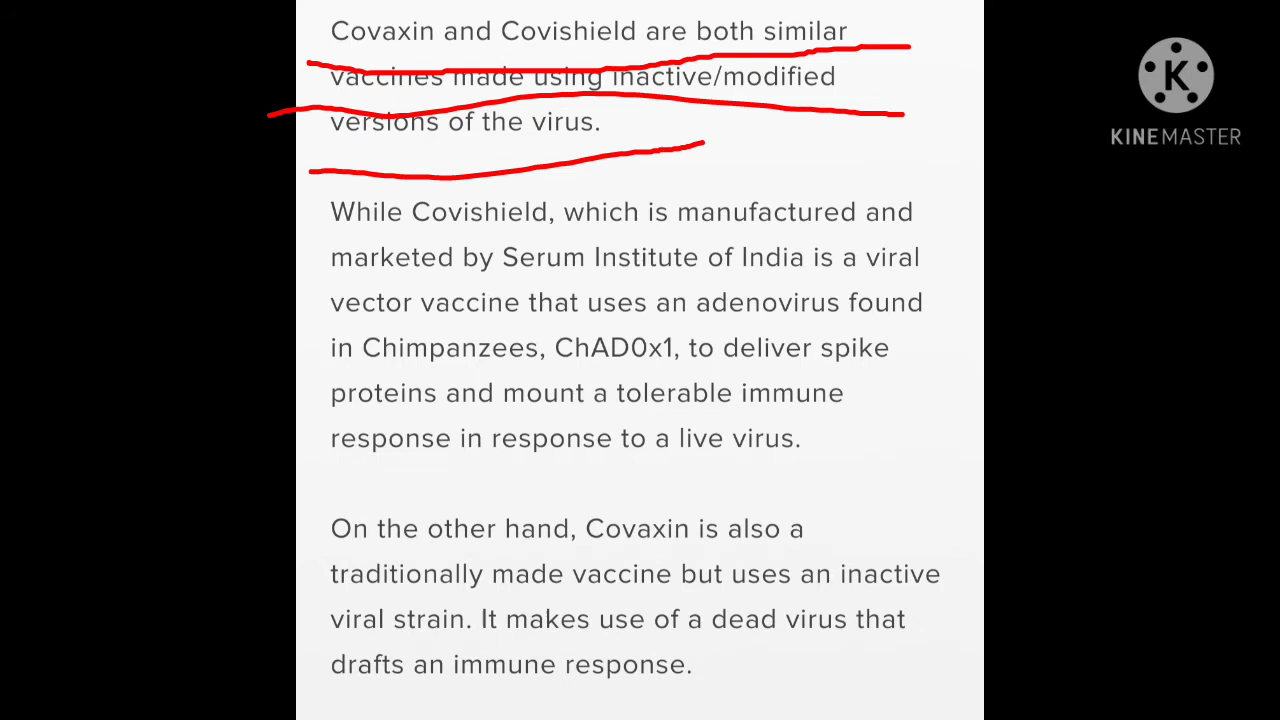 Covaxin and Covishield are both similar
vaccines made using inactive/modified
versions of the virus.
While Covishield, which is manufactured and
marketed by Serum Institute of India is a viral
vector vaccine that uses an adenovirus found
in Chimpanzees, ChAD0x1, to deliver spike
proteins and mount a tolerable immune
response in response to a live virus.
On the other hand, Covaxin is also a
traditionally made vaccine but uses an inactive
viral strain. It makes use of a dead virus that
drafts an immune response.
K
KINEMASTER